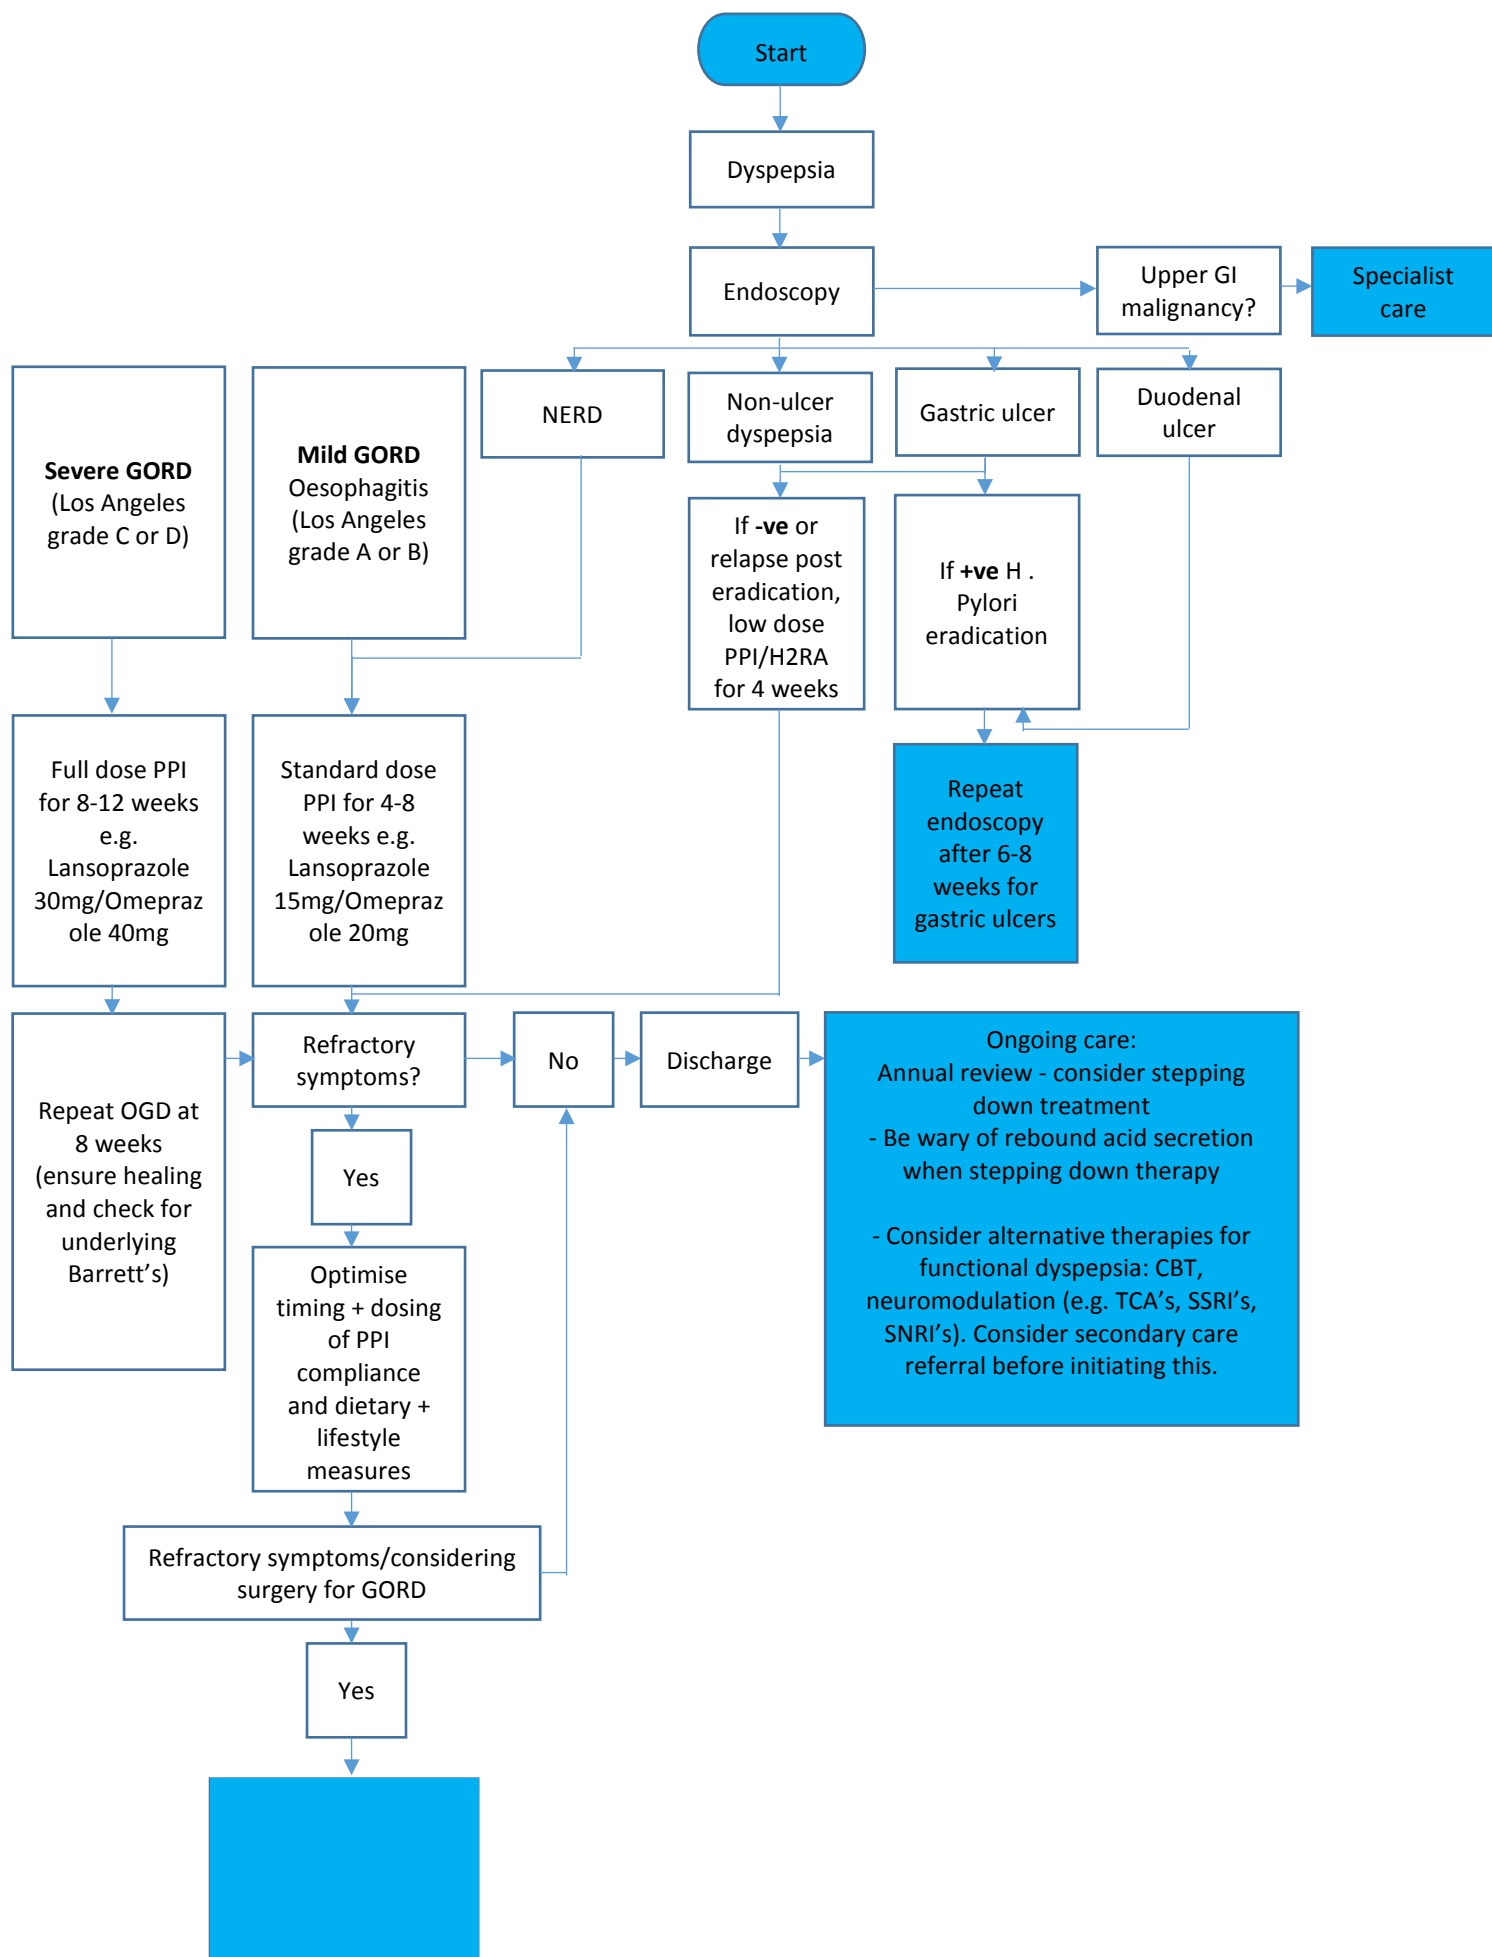 Start
Dyspepsia
Endoscopy
Upper GI
malignancy?
Specialist
care
Severe GORD
(Los Angeles
grade C or D)
Mild GORD
Oesophagitis
(Los Angeles
grade A or B)
NERD
Non-ulcer
dyspepsia
Gastric ulcer
Duodenal
ulcer
If -ve or
relapse post
eradication,
low dose
PPI/H2RA
for 4 weeks
If +ve H .
Pylori
eradication
Full dose PPI
for 8-12 weeks
e.g.
Lansoprazole
30mg/Omepraz
ole 40mg
Standard dose
PPI for 4-8
weeks e.g.
Lansoprazole
15mg/Omepraz
ole 20mg
Repeat
endoscopy
after 6-8
weeks for
gastric ulcers
Repeat OGD at
8 weeks
(ensure healing
and check for
underlying
Barrett’s)
Refractory
symptoms?
No
Discharge
Ongoing care:
Annual review - consider stepping
down treatment
- Be wary of rebound acid secretion
when stepping down therapy
- Consider alternative therapies for
functional dyspepsia: CBT,
neuromodulation (e.g. TCA’s, SSRI’s,
SNRI’s). Consider secondary care
referral before initiating this.
Yes
Optimise
timing + dosing
of PPI
compliance
and dietary +
lifestyle
measures
Refractory symptoms/considering
surgery for GORD
Yes